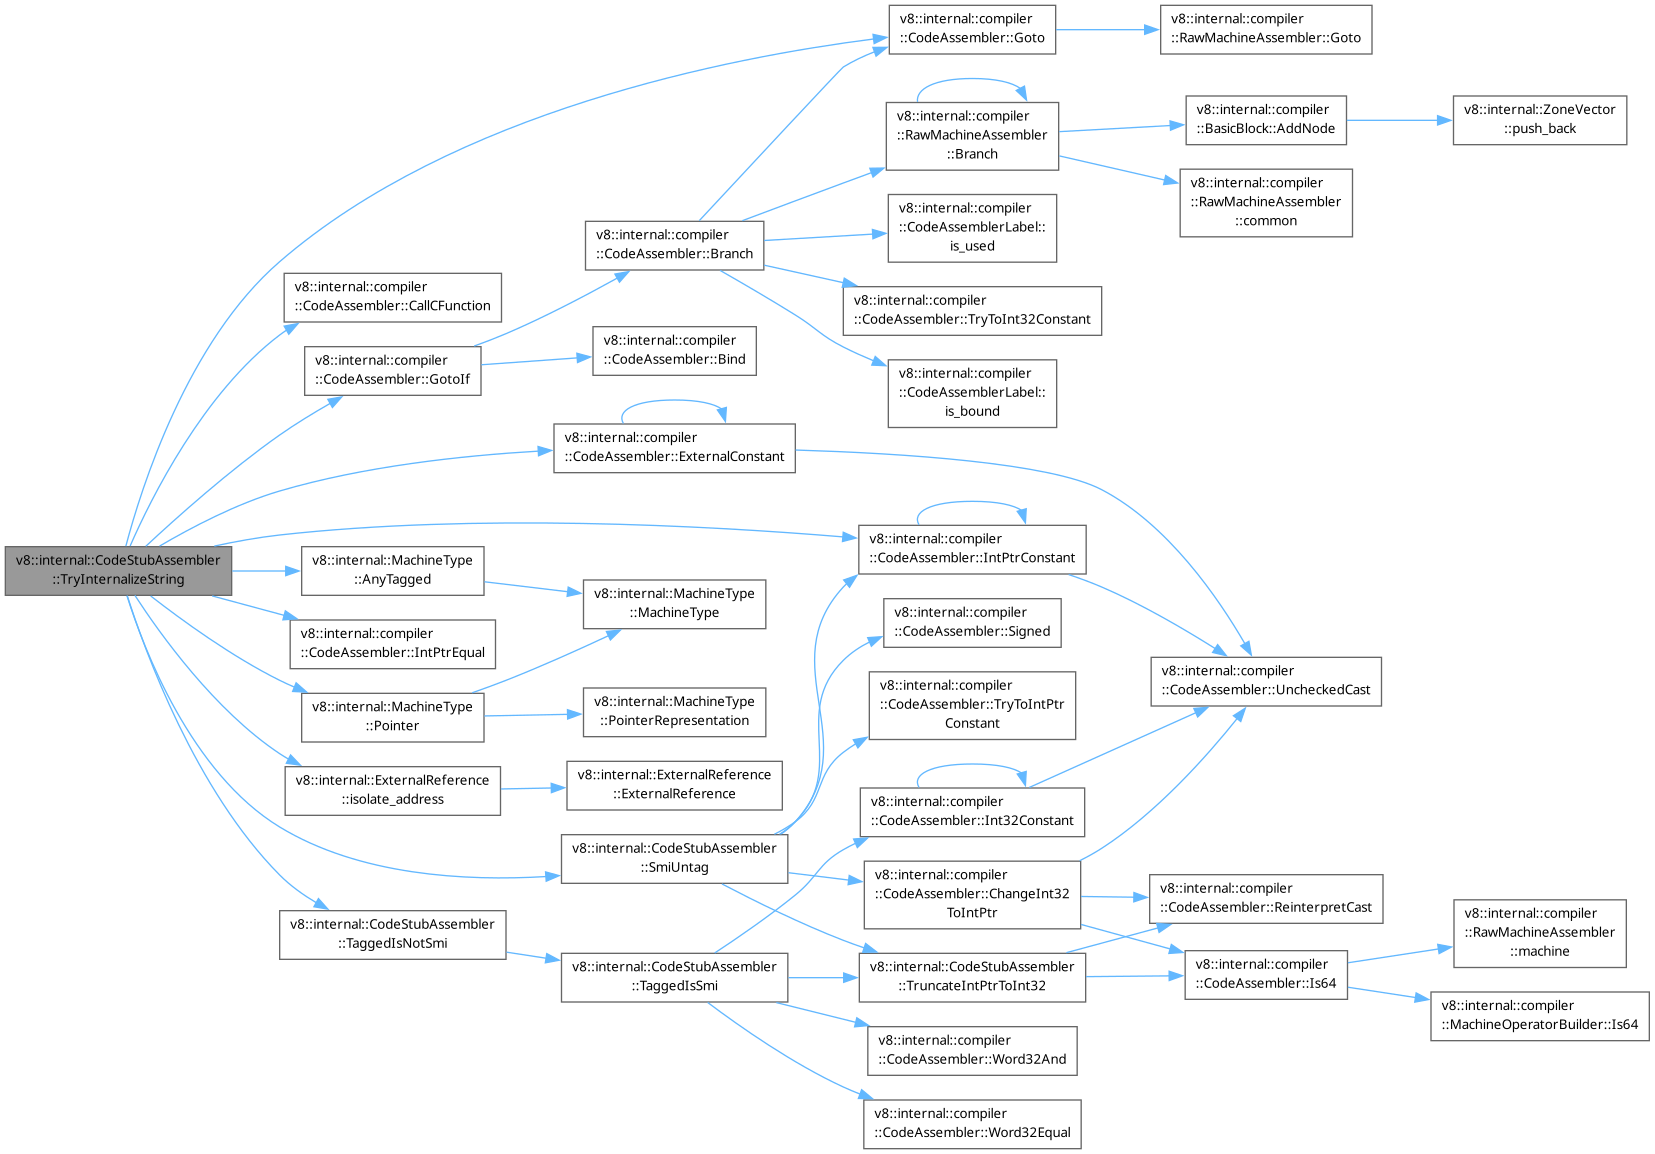 v8::internal::CodeStubAssembler
::TryInternalizeString
v8::internal::compiler
::CodeAssembler::Goto
v8::internal::compiler
::RawMachineAssembler::Goto
v8::internal::compiler
::RawMachineAssembler
::Branch
v8::internal::compiler
::BasicBlock::AddNode
v8::internal::ZoneVector
::push_back
v8::internal::compiler
::RawMachineAssembler
::common
v8::internal::compiler
::CodeAssemblerLabel::
is_used
v8::internal::compiler
::CodeAssembler::Branch
v8::internal::compiler
::CodeAssembler::CallCFunction
v8::internal::compiler
::CodeAssembler::TryToInt32Constant
v8::internal::compiler
::CodeAssembler::Bind
v8::internal::compiler
::CodeAssembler::GotoIf
v8::internal::compiler
::CodeAssemblerLabel::
is_bound
v8::internal::compiler
::CodeAssembler::ExternalConstant
v8::internal::compiler
::CodeAssembler::IntPtrConstant
v8::internal::MachineType
::AnyTagged
v8::internal::MachineType
::MachineType
v8::internal::compiler
::CodeAssembler::Signed
v8::internal::compiler
::CodeAssembler::IntPtrEqual
v8::internal::compiler
::CodeAssembler::UncheckedCast
v8::internal::compiler
::CodeAssembler::TryToIntPtr
Constant
v8::internal::MachineType
::Pointer
v8::internal::MachineType
::PointerRepresentation
v8::internal::ExternalReference
::isolate_address
v8::internal::ExternalReference
::ExternalReference
v8::internal::compiler
::CodeAssembler::Int32Constant
v8::internal::CodeStubAssembler
::SmiUntag
v8::internal::compiler
::CodeAssembler::ChangeInt32
ToIntPtr
v8::internal::compiler
::CodeAssembler::ReinterpretCast
v8::internal::CodeStubAssembler
::TaggedIsNotSmi
v8::internal::compiler
::RawMachineAssembler
::machine
v8::internal::CodeStubAssembler
::TaggedIsSmi
v8::internal::CodeStubAssembler
::TruncateIntPtrToInt32
v8::internal::compiler
::CodeAssembler::Is64
v8::internal::compiler
::MachineOperatorBuilder::Is64
v8::internal::compiler
::CodeAssembler::Word32And
v8::internal::compiler
::CodeAssembler::Word32Equal